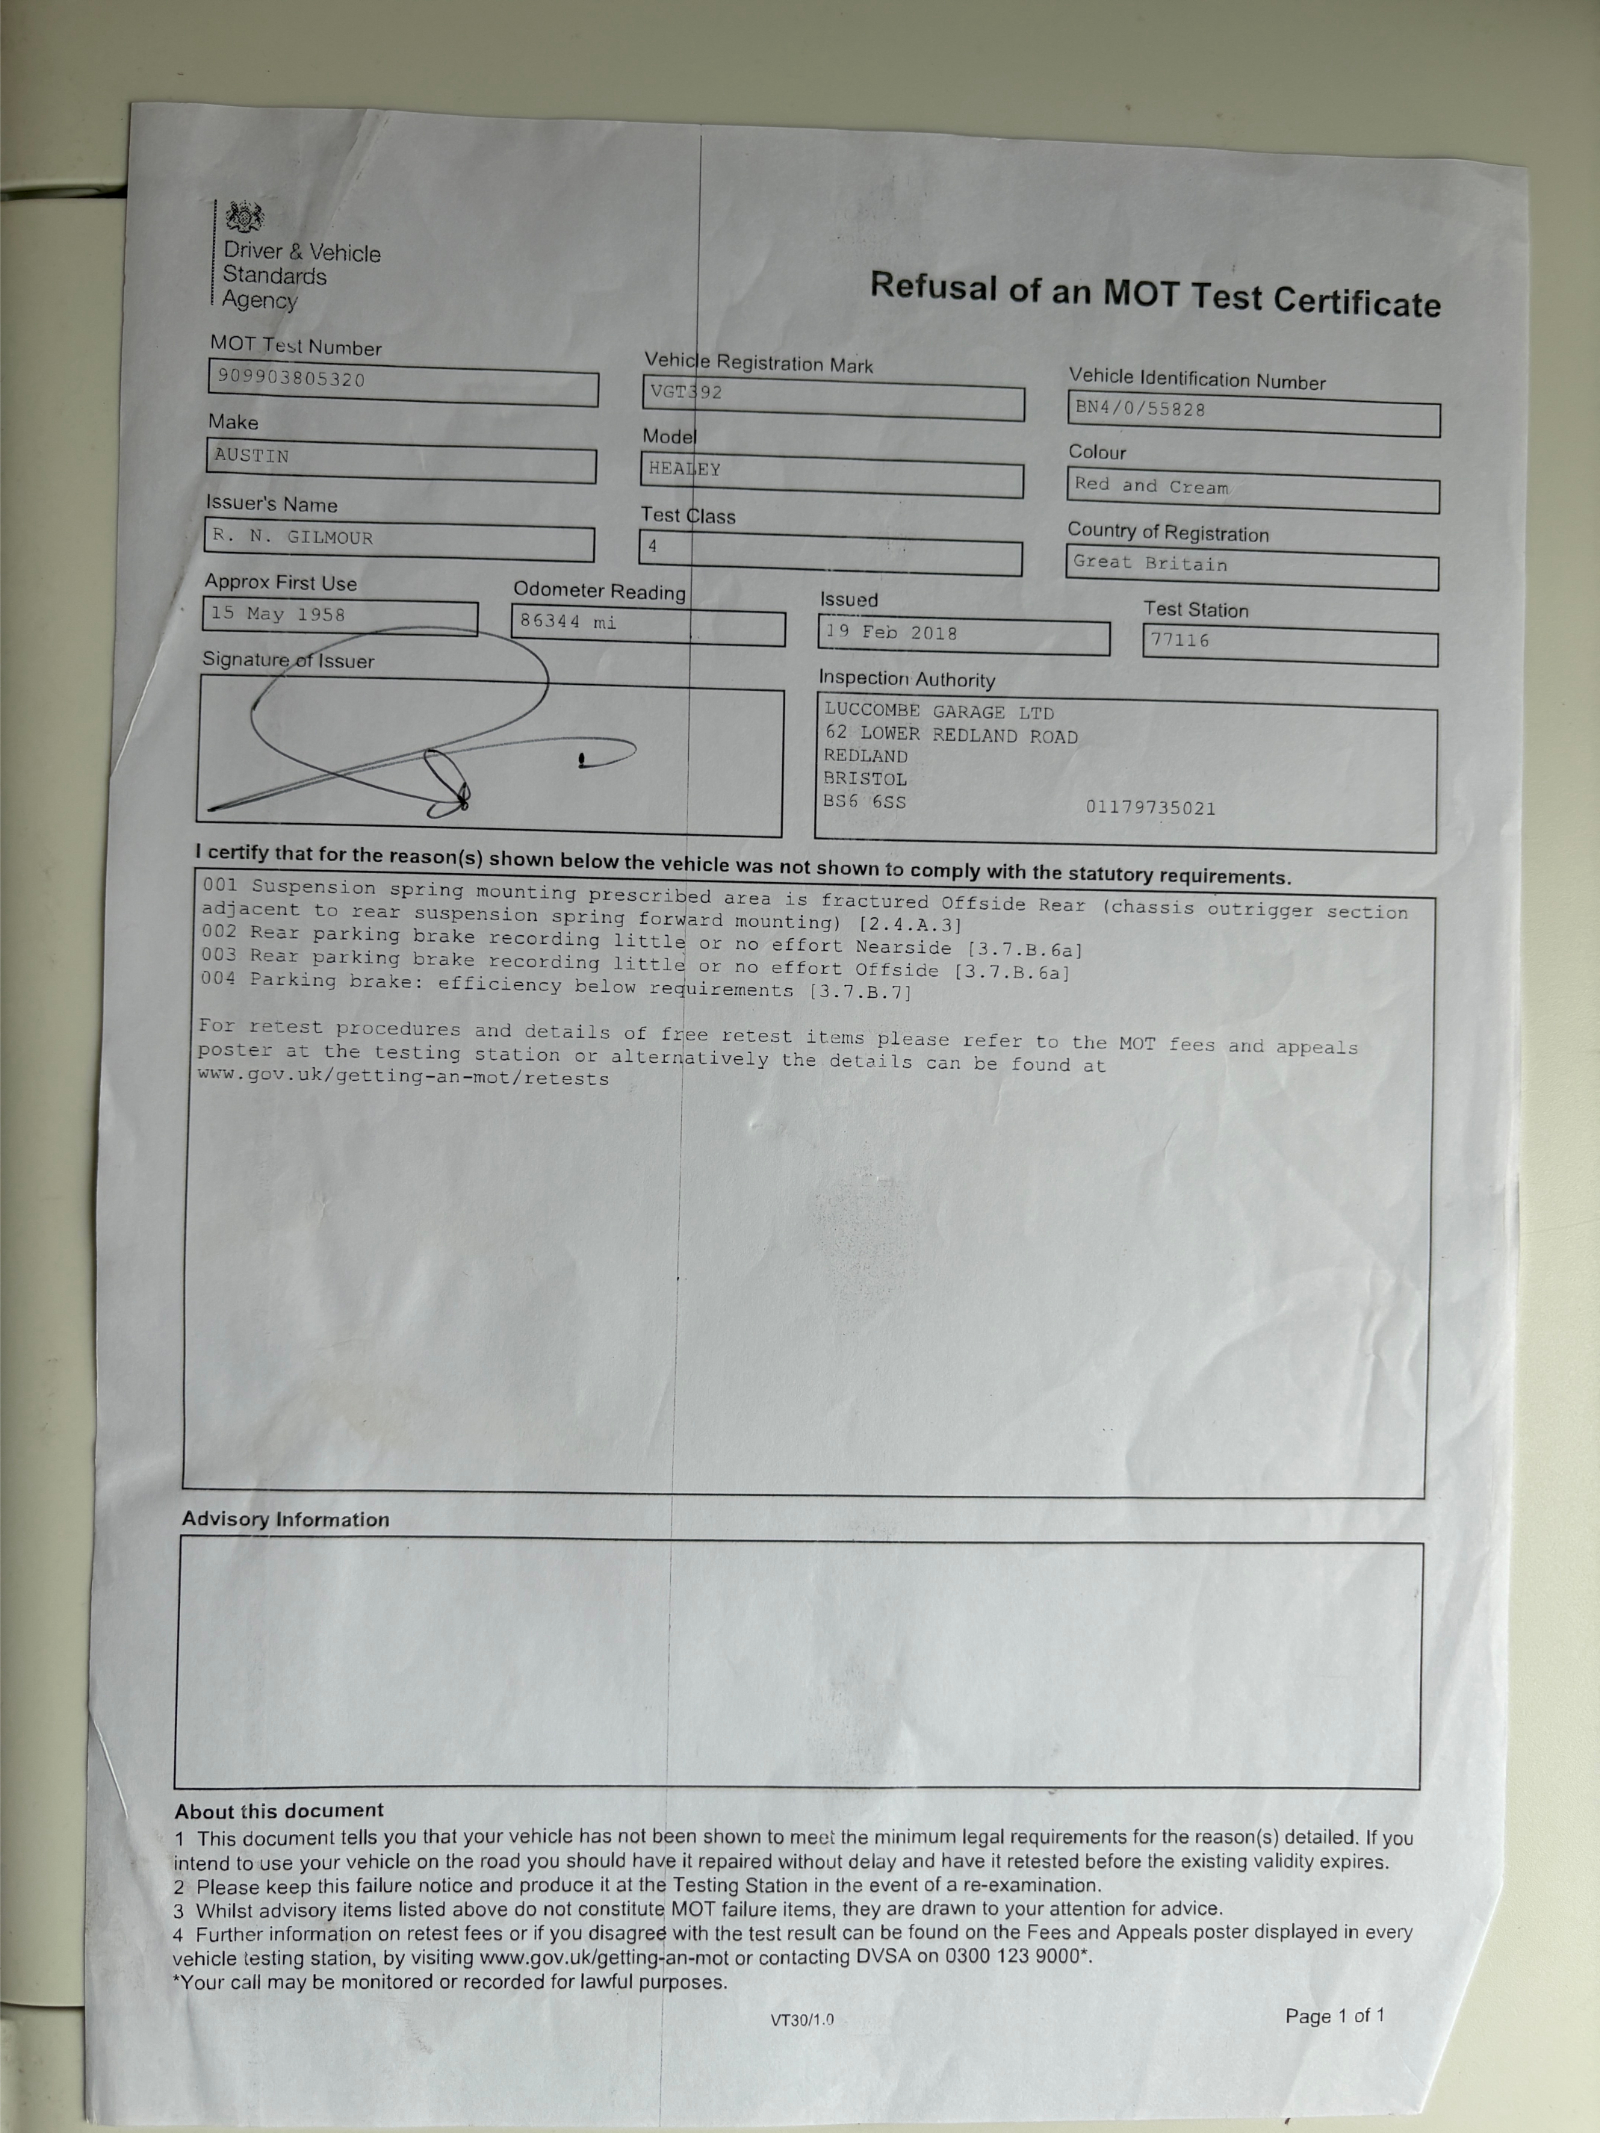 Driver & Vehicle
Standards
Agency
Refusal of an MOT Test Certificate
MOT Test Number
909903805320
Vehicle Registration Mark
VGT392
Vehicle Identification Number
BN4/0/55828
Make
AUSTIN
Model
HEALEY
Colour
Red and Cream
Issuer's Name
R. N. GILMOUR
Test Class
4
Country of Registration
Great Britain
Approx First Use
15 May 1958
Odometer Reading
86344 mi
Issued
19 Feb 2018
Test Station
77116
Signature of Issuer
Inspection Authority
LUCCOMBE GARAGE LTD
62 LOWER REDLAND ROAD
REDLAND
BRISTOL
BS6 6SS 01179735021
I certify that for the reason(s) shown below the vehicle was not shown to comply with the statutory requirements.
001 Suspension spring mounting prescribed area is fractured Offside Rear (chassis outrigger section
adjacent to rear suspension spring forward mounting) [2.4.A.3]
002 Rear parking brake recording little or no effort Nearside [3.7.B.6a]
003 Rear parking brake recording little or no effort Offside [3.7.B.6a]
004 Parking brake: efficiency below requirements [3.7.B.7]
For retest procedures and details of free retest items please refer to the MOT fees and appeals
poster at the testing station or alternatively the details can be found at
www.gov.uk/getting-an-mot/retests
Advisory Information
About this document
1 This document tells you that your vehicle has not been shown to meet the minimum legal requirements for the reason(s) detailed. If you
intend to use your vehicle on the road you should have it repaired without delay and have it retested before the existing validity expires.
2 Please keep this failure notice and produce it at the Testing Station in the event of a re-examination.
3 Whilst advisory items listed above do not constitute MOT failure items, they are drawn to your attention for advice.
4 Further information on retest fees or if you disagree with the test result can be found on the Fees and Appeals poster displayed in every
vehicle testing station, by visiting www.gov.uk/getting-an-mot or contacting DVSA on 0300 123 9000*.
*Your call may be monitored or recorded for lawful purposes.
VT30/1.0
Page 1 of 1